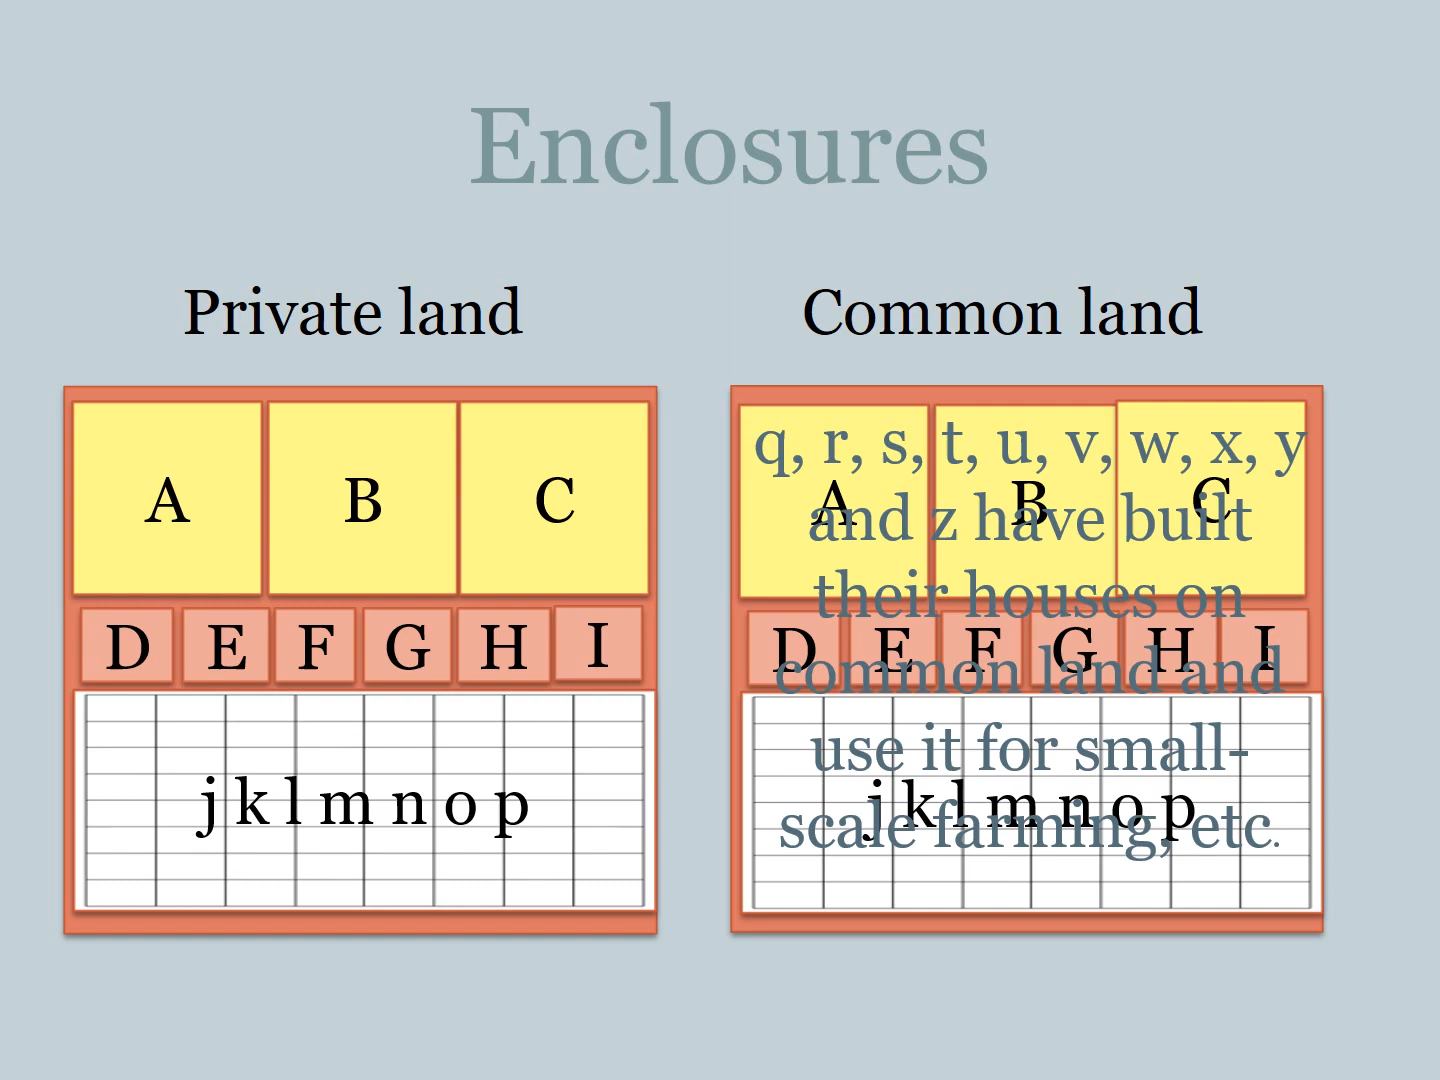 Enclosures
Private land
Common land
A B C
D E F G H I
j k l m n o p
A B C
D E F G H I
j k l m n o p
q, r, s, t, u, v, w, x, y
and z have built
their houses on
common land and
use it for small-
scale farming, etc.